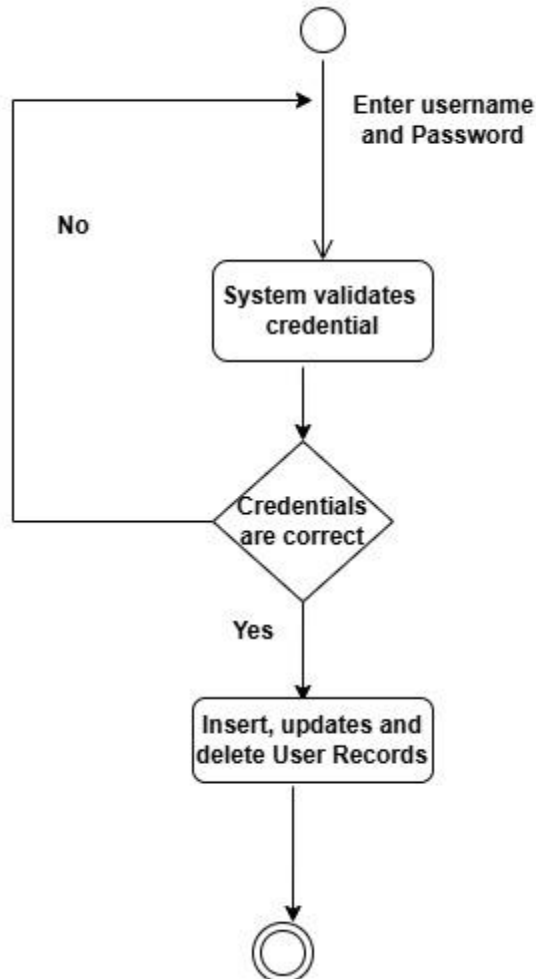 Enter username
and Password
No
System validates
credential
Credentials
are correct
Yes
Insert, updates and
delete User Records